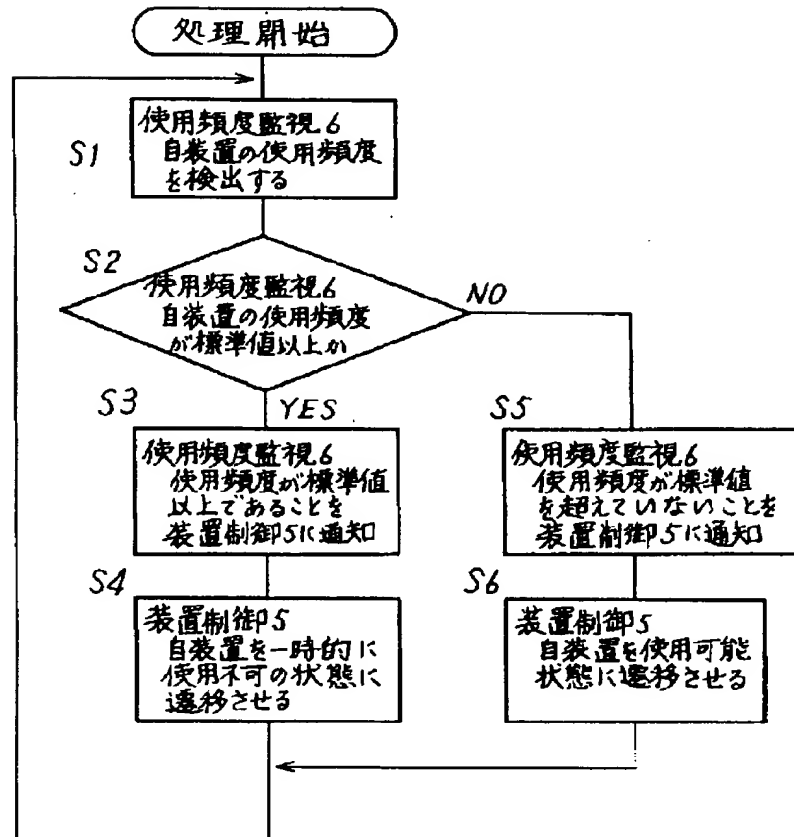 処理開始
S1
使用頻度監視6
自装置の使用頻度
を検出する
S2
使用頻度監視6
自装置の使用頻度
が標準値以上か
NO
YES
S3
使用頻度監視6
使用頻度が標準値
以上であることを
装置制御5に通知
S4
装置制御5
自装置を一時的に
使用不可の状態に
遷移させる
S5
使用頻度監視6
使用頻度が標準値
を超えていないことを
装置制御5に通知
S6
装置制御5
自装置を使用可能
状態に遷移させる